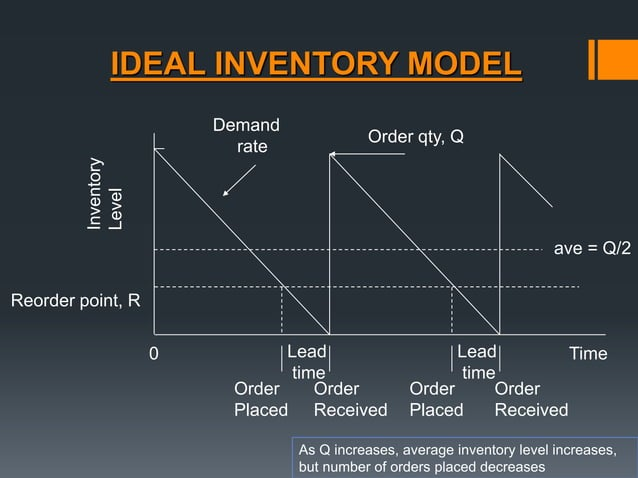 IDEAL INVENTORY MODEL
Demand
rate
Order qty, Q
Inventory
Level
ave = Q/2
Reorder point, R
0
Lead
time
Lead
time
Time
Order
Placed
Order
Received
Order
Placed
Order
Received
As Q increases, average inventory level increases,
but number of orders placed decreases